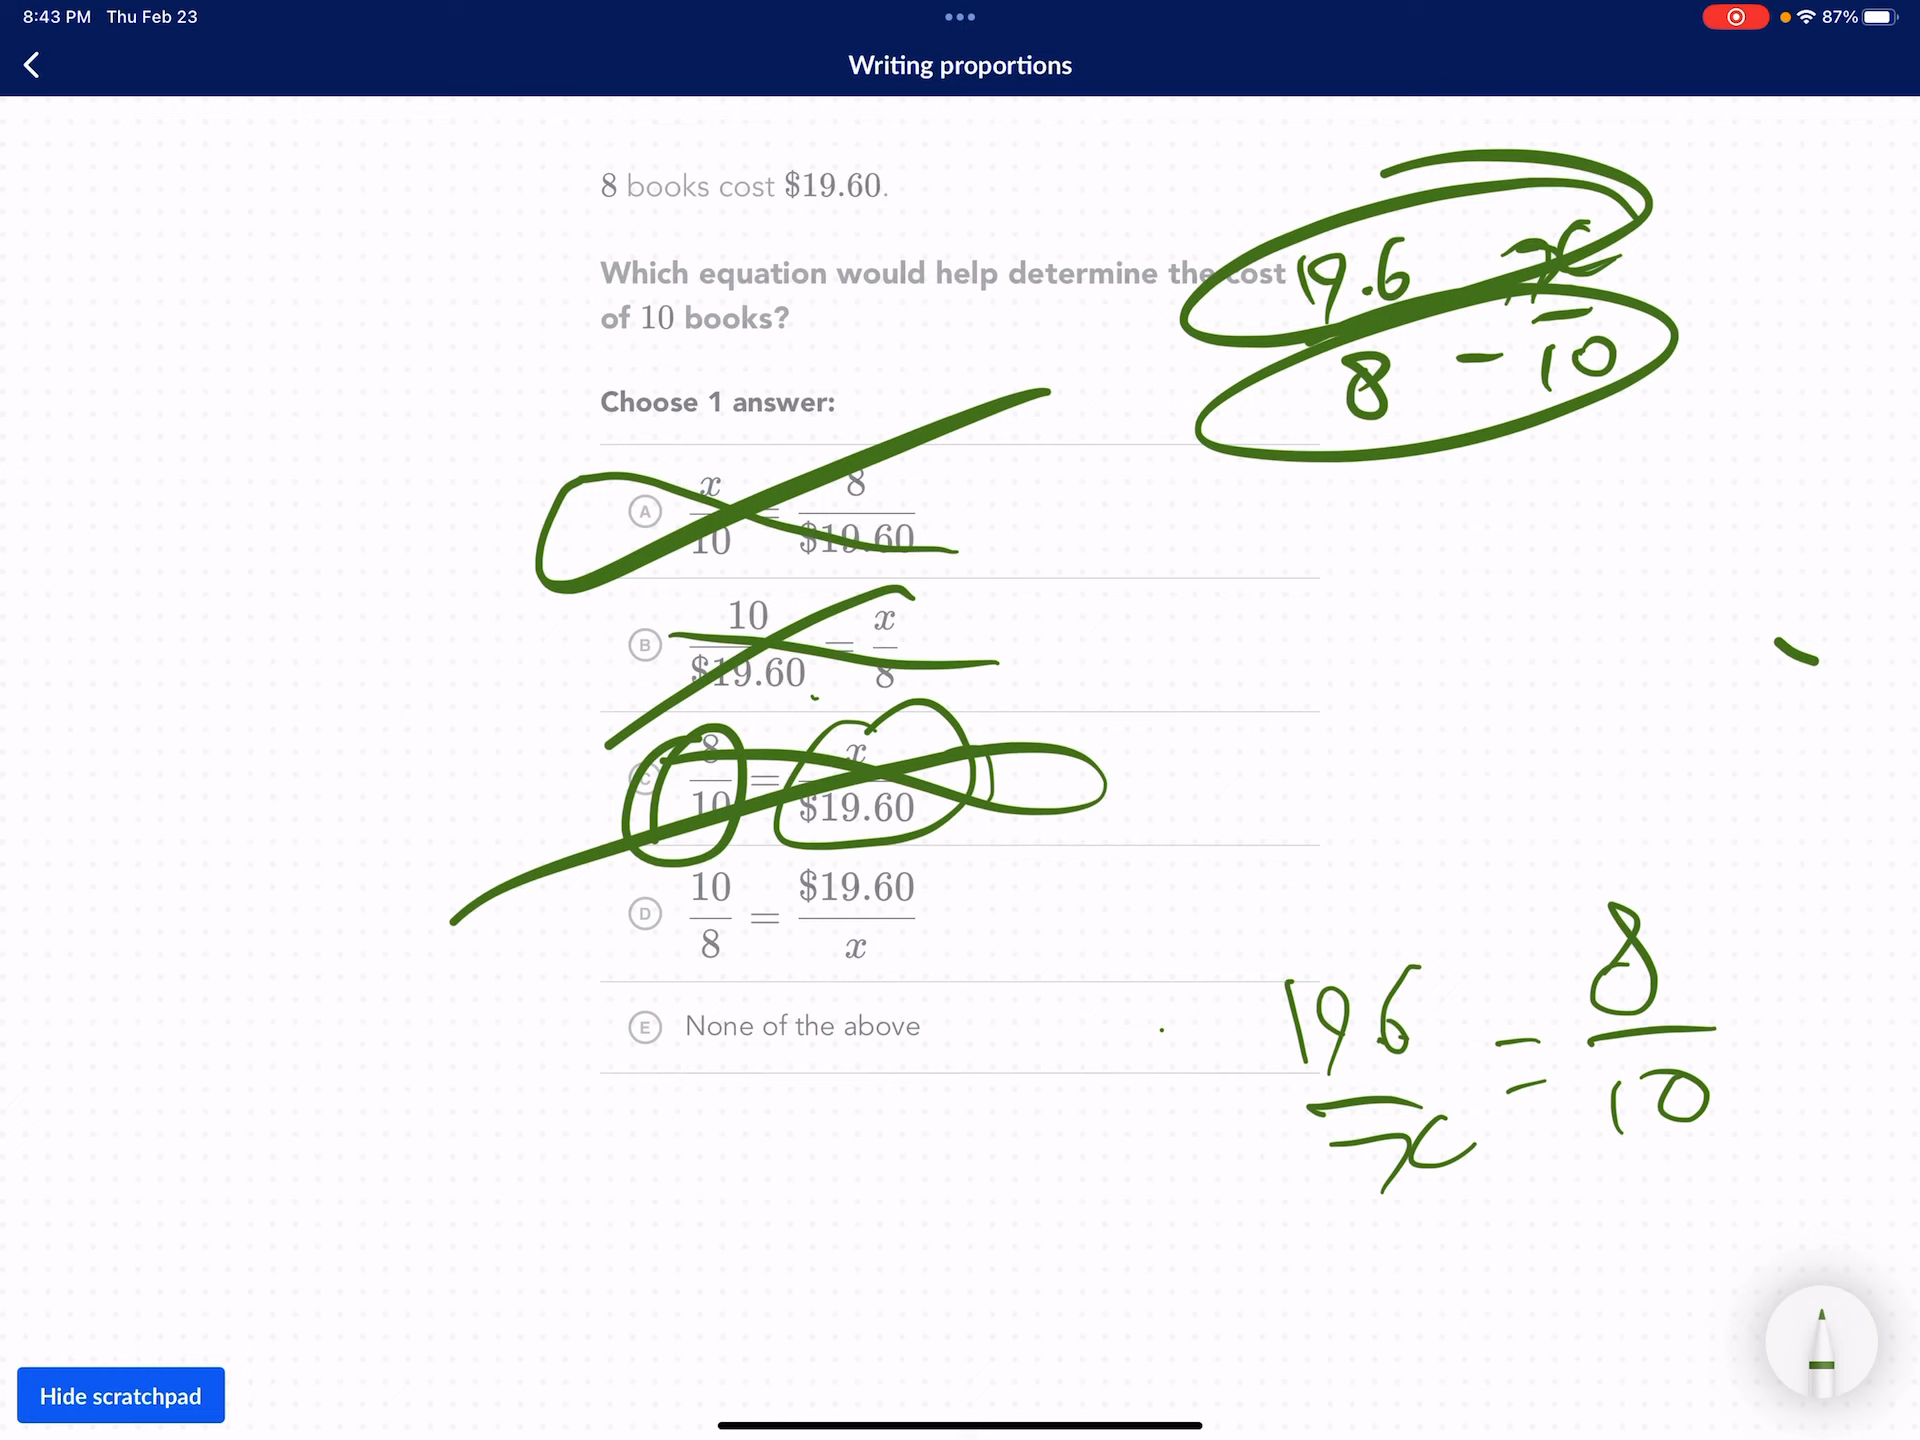 8:43 PM Thu Feb 23
87%
Writing proportions
8 books cost $19.60.
Which equation would help determine the cost
of 10 books?
19.6 x
8 - 10
Choose 1 answer:
A x/10 = 8/$19.60
B 10/$19.60 = x/8
C 8/10 = x/$19.60
D 10/8 = $19.60/x
E None of the above
196/x = 8/10
Hide scratchpad